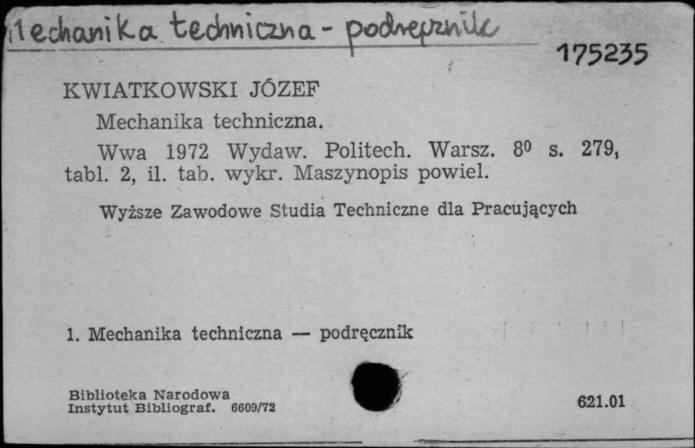 Mechanika techniczna - podręcznik
175235
KWIATKOWSKI JÓZEF
Mechanika techniczna.
Wwa 1972 Wydaw. Politech. Warsz. 8⁰ s. 279,
tabl. 2, il. tab. wykr. Maszynopis powiel.
Wyższe Zawodowe Studia Techniczne dla Pracujących
1. Mechanika techniczna — podręcznik
Biblioteka Narodowa
Instytut Bibliograf. 6609/72
621.01